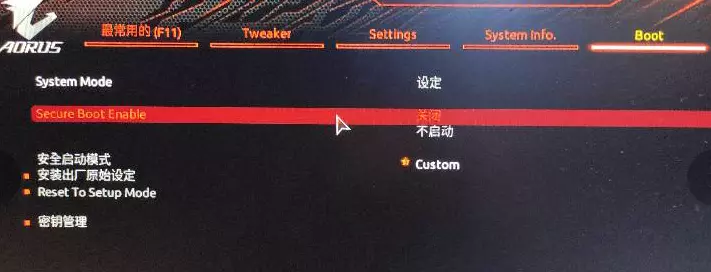 AORUS
最常用的 (F11) Tweaker Settings System Info. Boot
System Mode 设定
Secure Boot Enable 关闭
不启动
安全启动模式 Custom
安装出厂原始设定
Reset To Setup Mode
密钥管理